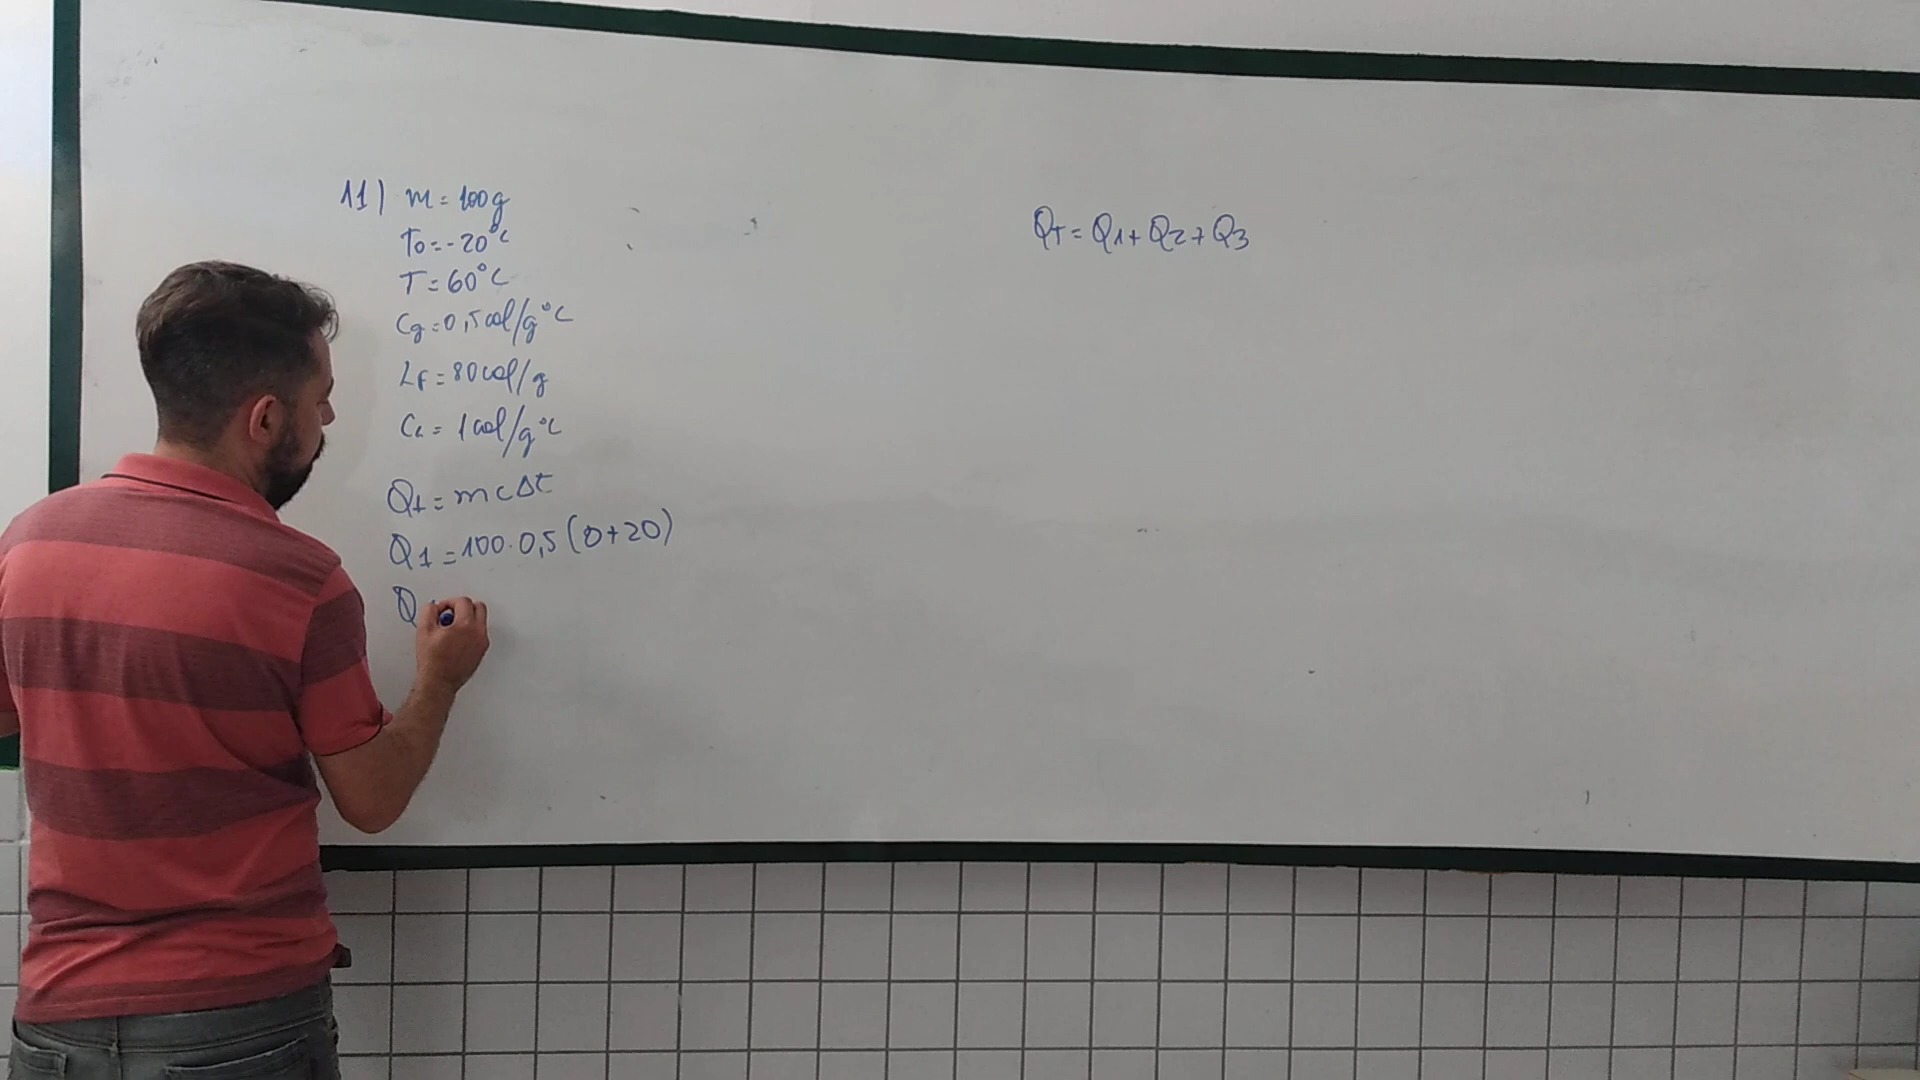 11) m = 100g
T0 = -20°C
T = 60°C
Cg = 0,5 cal/g°C
LF = 80 cal/g
CL = 1 cal/g°C
Q1 = mcΔt
Q1 = 100.0,5 (0+20)
Q
QT = Q1 + Q2 + Q3